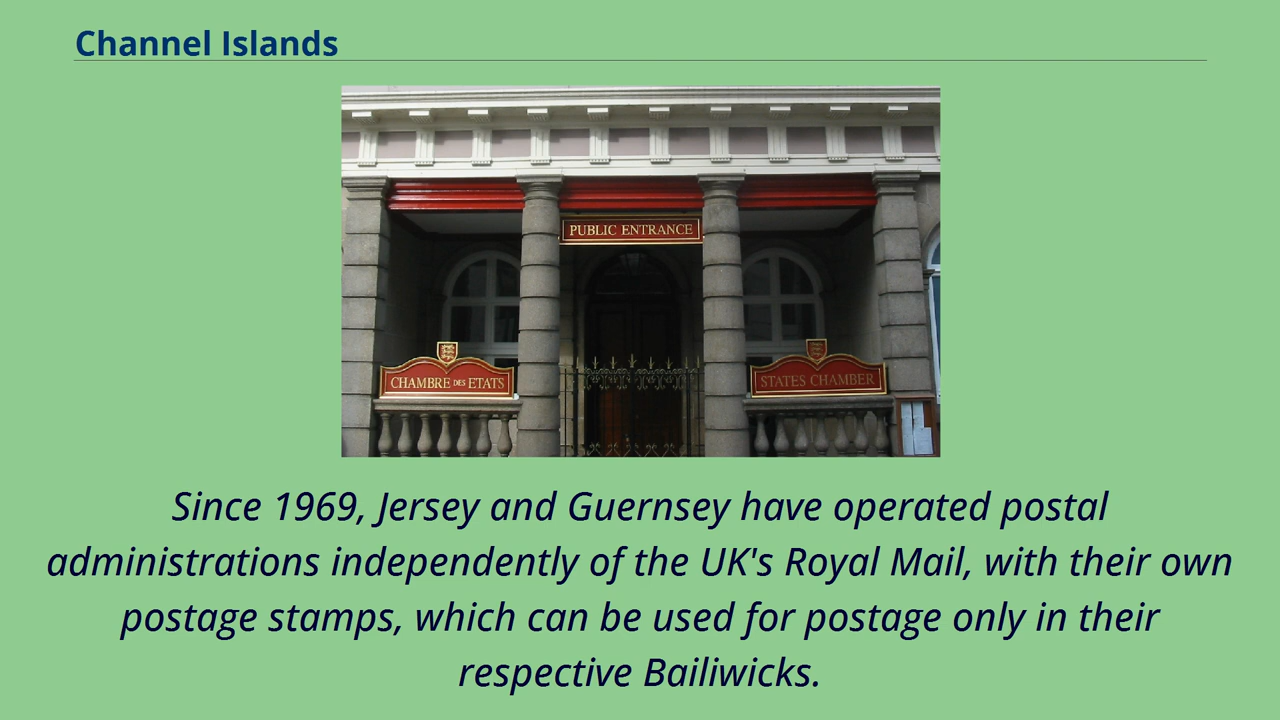 Channel Islands
PUBLIC ENTRANCE
CHAMBRE DES ETATS
STATES CHAMBER
Since 1969, Jersey and Guernsey have operated postal
administrations independently of the UK's Royal Mail, with their own
postage stamps, which can be used for postage only in their
respective Bailiwicks.